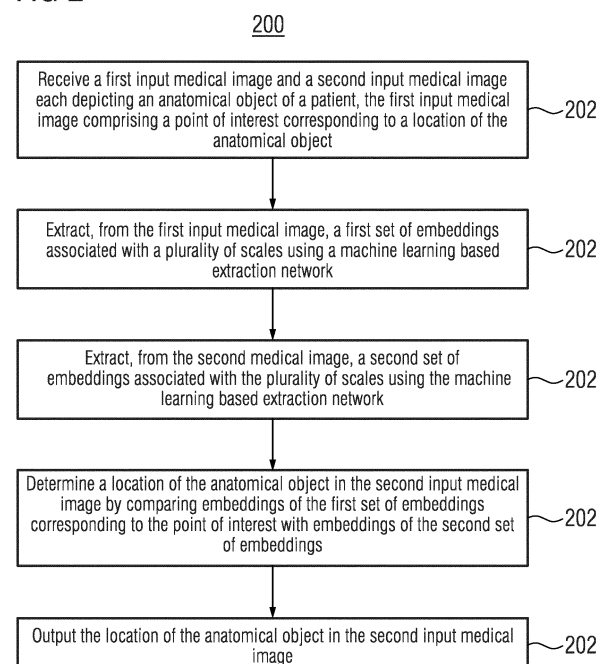 200
Receive a first input medical image and a second input medical image
each depicting an anatomical object of a patient, the first input medical
image comprising a point of interest corresponding to a location of the
anatomical object
202
Extract, from the first input medical image, a first set of embeddings
associated with a plurality of scales using a machine learning based
extraction network
202
Extract, from the second medical image, a second set of
embeddings associated with the plurality of scales using the machine
learning based extraction network
202
Determine a location of the anatomical object in the second input medical
image by comparing embeddings of the first set of embeddings
corresponding to the point of interest with embeddings of the second set
of embeddings
202
Output the location of the anatomical object in the second input medical
image
202